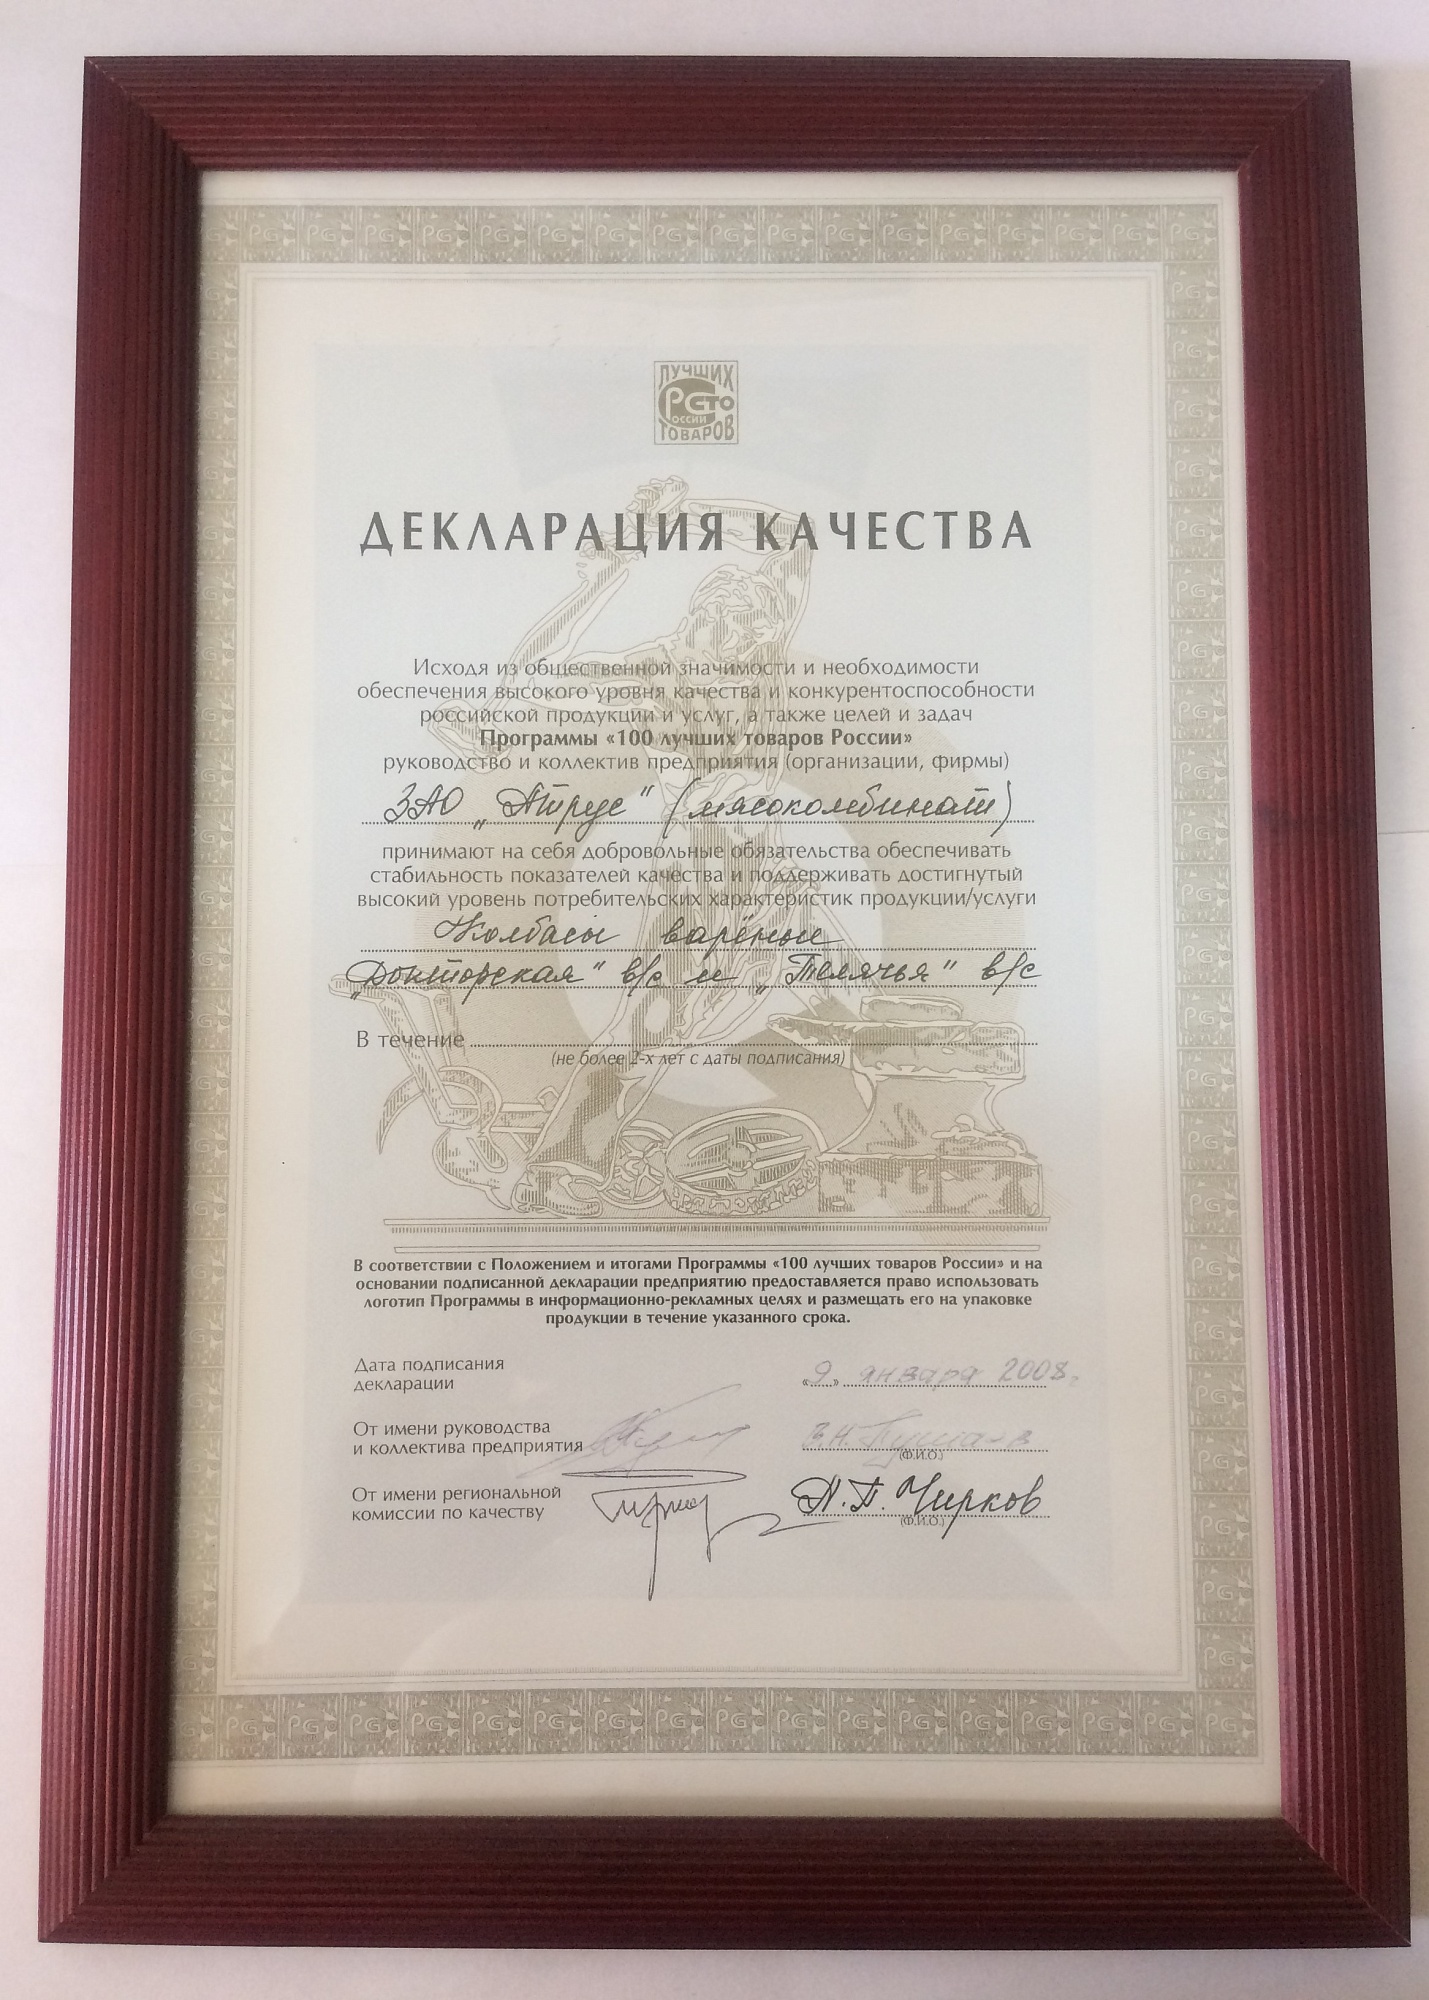 ЛУЧШИХ
РСТО
РОССИИ
ТОВАРОВ
ДЕКЛАРАЦИЯ КАЧЕСТВА
Исходя из общественной значимости и необходимости
обеспечения высокого уровня качества и конкурентоспособности
российской продукции и услуг, а также целей и задач
Программы «100 лучших товаров России»
руководство и коллектив предприятия (организации, фирмы)
ЗАО „Атрус“ (мясокомбинат)
принимают на себя добровольные обязательства обеспечивать
стабильность показателей качества и поддерживать достигнутый
высокий уровень потребительских характеристик продукции/услуги
Колбасы варёные
„Докторская“ в/с и „Телячья“ в/с
В течение
(не более 2-х лет с даты подписания)
В соответствии с Положением и итогами Программы «100 лучших товаров России» и на
основании подписанной декларации предприятию предоставляется право использовать
логотип Программы в информационно-рекламных целях и размещать его на упаковке
продукции в течение указанного срока.
Дата подписания
декларации
«9» января 2008г.
От имени руководства
и коллектива предприятия
(Ф.И.О.)
От имени региональной
комиссии по качеству
А.П. Чирков
(Ф.И.О.)